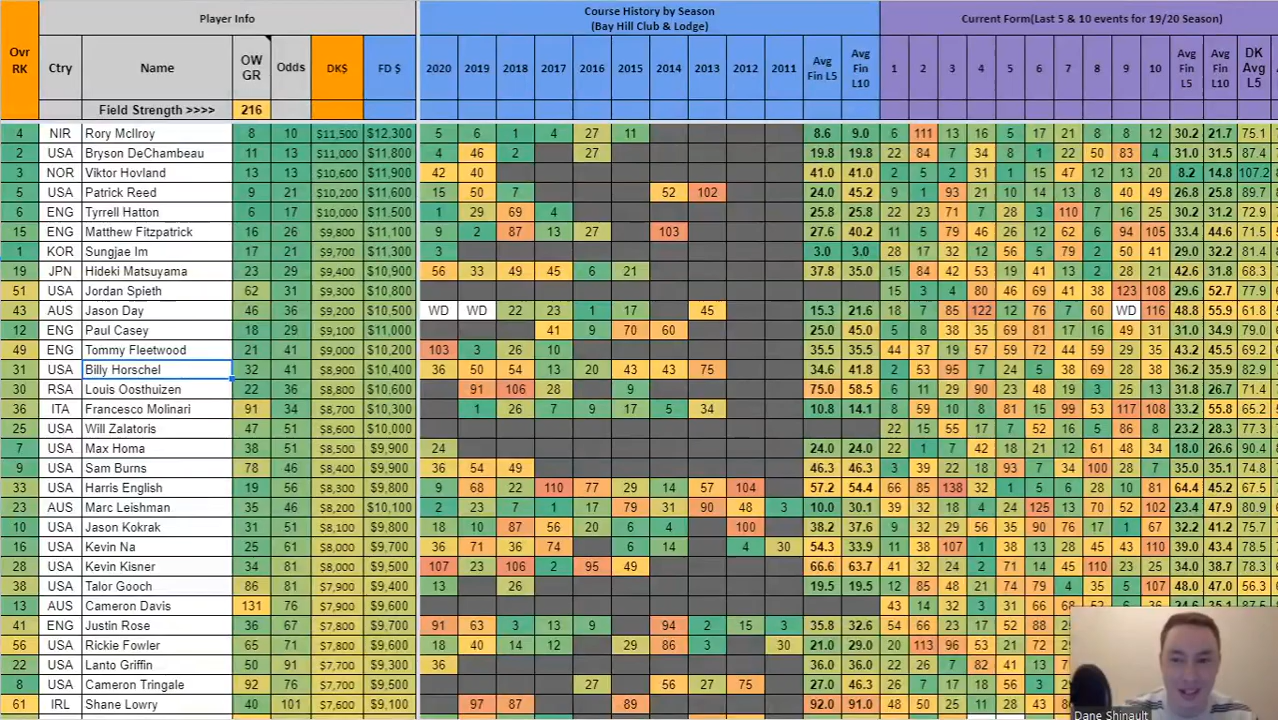 Player Info
Course History by Season
(Bay Hill Club & Lodge)
Current Form(Last 5 & 10 events for 19/20 Season)
Ovr RK Ctry Name OW GR Odds DK$ FD $ 2020 2019 2018 2017 2016 2015 2014 2013 2012 2011 Avg Fin L5 Avg Fin L10 1 2 3 4 5 6 7 8 9 10 Avg Fin L5 Avg Fin L10 DK Avg L5
Field Strength >>>> 216
4 NIR Rory McIlroy 8 10 $11,500 $12,300 5 6 1 4 27 11 8.6 9.0 6 111 13 16 5 17 21 8 8 12 30.2 21.7 75.1
2 USA Bryson DeChambeau 11 13 $11,000 $11,800 4 46 2 27 19.8 19.8 22 84 7 34 8 1 22 50 83 4 31.0 31.5 87.4
3 NOR Viktor Hovland 13 13 $10,600 $11,900 42 40 41.0 41.0 2 5 2 31 1 15 47 12 13 20 8.2 14.8 107.2
5 USA Patrick Reed 9 21 $10,200 $11,600 15 50 7 52 102 24.0 45.2 9 1 93 21 10 14 13 8 40 49 26.8 25.8 89.7
6 ENG Tyrrell Hatton 6 17 $10,000 $11,500 1 29 69 4 25.8 25.8 22 23 71 7 28 3 110 7 16 25 30.2 31.2 72.9
15 ENG Matthew Fitzpatrick 16 26 $9,800 $11,100 9 2 87 13 27 103 27.6 40.2 11 5 79 46 26 12 62 6 94 105 33.4 44.6 71.5
1 KOR Sungjae Im 17 21 $9,700 $11,300 3 3.0 3.0 28 17 32 12 56 5 79 2 50 41 29.0 32.2 81.4
19 JPN Hideki Matsuyama 23 29 $9,400 $10,900 56 33 49 45 6 21 37.8 35.0 15 84 42 53 19 41 13 2 28 21 42.6 31.8 68.3
51 USA Jordan Spieth 62 31 $9,300 $10,800 15 3 4 80 46 69 41 38 123 108 29.6 52.7 77.9
43 AUS Jason Day 46 36 $9,200 $10,500 WD WD 22 23 1 17 45 15.3 21.6 18 7 85 122 12 76 7 60 WD 116 48.8 55.9 61.8
12 ENG Paul Casey 18 29 $9,100 $11,000 41 9 70 60 25.0 45.0 5 8 38 35 69 81 17 16 49 31 31.0 34.9 79.0
49 ENG Tommy Fleetwood 21 41 $9,000 $10,200 103 3 26 10 35.5 35.5 44 37 19 57 59 72 44 59 29 35 43.2 45.5 69.2
31 USA Billy Horschel 32 41 $8,900 $10,400 36 50 54 13 20 43 43 75 34.6 41.8 2 53 95 7 24 53 38 5 68 14 36.2 35.9 82.9
30 RSA Louis Oosthuizen 22 36 $8,800 $10,600 91 106 28 9 75.0 58.5 6 11 29 90 23 48 19 3 25 13 31.8 26.7 71.4
36 ITA Francesco Molinari 91 34 $8,700 $10,300 1 26 7 9 17 5 34 10.8 14.1 8 59 10 8 81 15 99 53 117 108 33.2 55.8 65.2
25 USA Will Zalatoris 47 51 $8,600 $10,000 22 15 55 17 7 52 16 5 86 8 23.2 28.3 77.3
7 USA Max Homa 38 51 $8,500 $9,900 24 24.0 24.0 22 1 7 42 18 21 12 61 48 34 18.0 26.6 90.4
9 USA Sam Burns 78 46 $8,400 $9,900 36 54 49 46.3 46.3 3 39 22 18 93 7 34 100 28 7 35.0 35.1 74.8
33 USA Harris English 19 56 $8,300 $9,800 9 68 22 110 77 29 14 57 104 57.2 54.4 66 85 138 32 1 5 6 28 10 81 64.4 45.2 67.5
23 AUS Marc Leishman 35 46 $8,200 $10,100 2 23 7 1 17 79 31 90 48 3 10.0 30.1 39 32 18 4 24 125 13 70 52 102 23.4 47.9 80.9
10 USA Jason Kokrak 31 51 $8,100 $9,800 18 10 87 56 20 6 4 100 38.2 37.6 9 32 29 56 35 90 76 17 1 67 32.2 41.2 75.7
16 USA Kevin Na 25 61 $8,000 $9,700 36 71 36 74 6 14 4 30 54.3 33.9 11 38 107 1 38 13 28 45 43 110 39.0 43.4 78.5
28 USA Kevin Kisner 34 81 $8,000 $9,700 107 23 106 2 95 49 66.6 63.7 41 32 24 2 71 14 45 110 23 25 34.0 38.7 78.3
38 USA Talor Gooch 86 81 $7,900 $9,400 13 26 19.5 19.5 12 85 48 21 74 79 4 35 5 107 48.0 47.0 56.3
13 AUS Cameron Davis 131 76 $7,900 $9,600 43 14 32 3 31 66
41 ENG Justin Rose 36 67 $7,800 $9,700 91 63 3 13 9 94 2 15 3 35.8 32.6 54 66 23 17 52 88
56 USA Rickie Fowler 65 71 $7,800 $9,600 18 40 14 12 29 86 3 30 21.0 29.0 20 113 96 53 21 72
22 USA Lanto Griffin 50 91 $7,700 $9,300 36 36.0 36.0 22 26 7 82 41 13
8 USA Cameron Tringale 92 76 $7,700 $9,500 27 56 27 75 27.0 46.3 26 7 17 18 56 3
61 IRL Shane Lowry 40 101 $7,600 $9,100 97 87 89 92.0 91.0 48 50 25 11 28 4
Dane Shinault